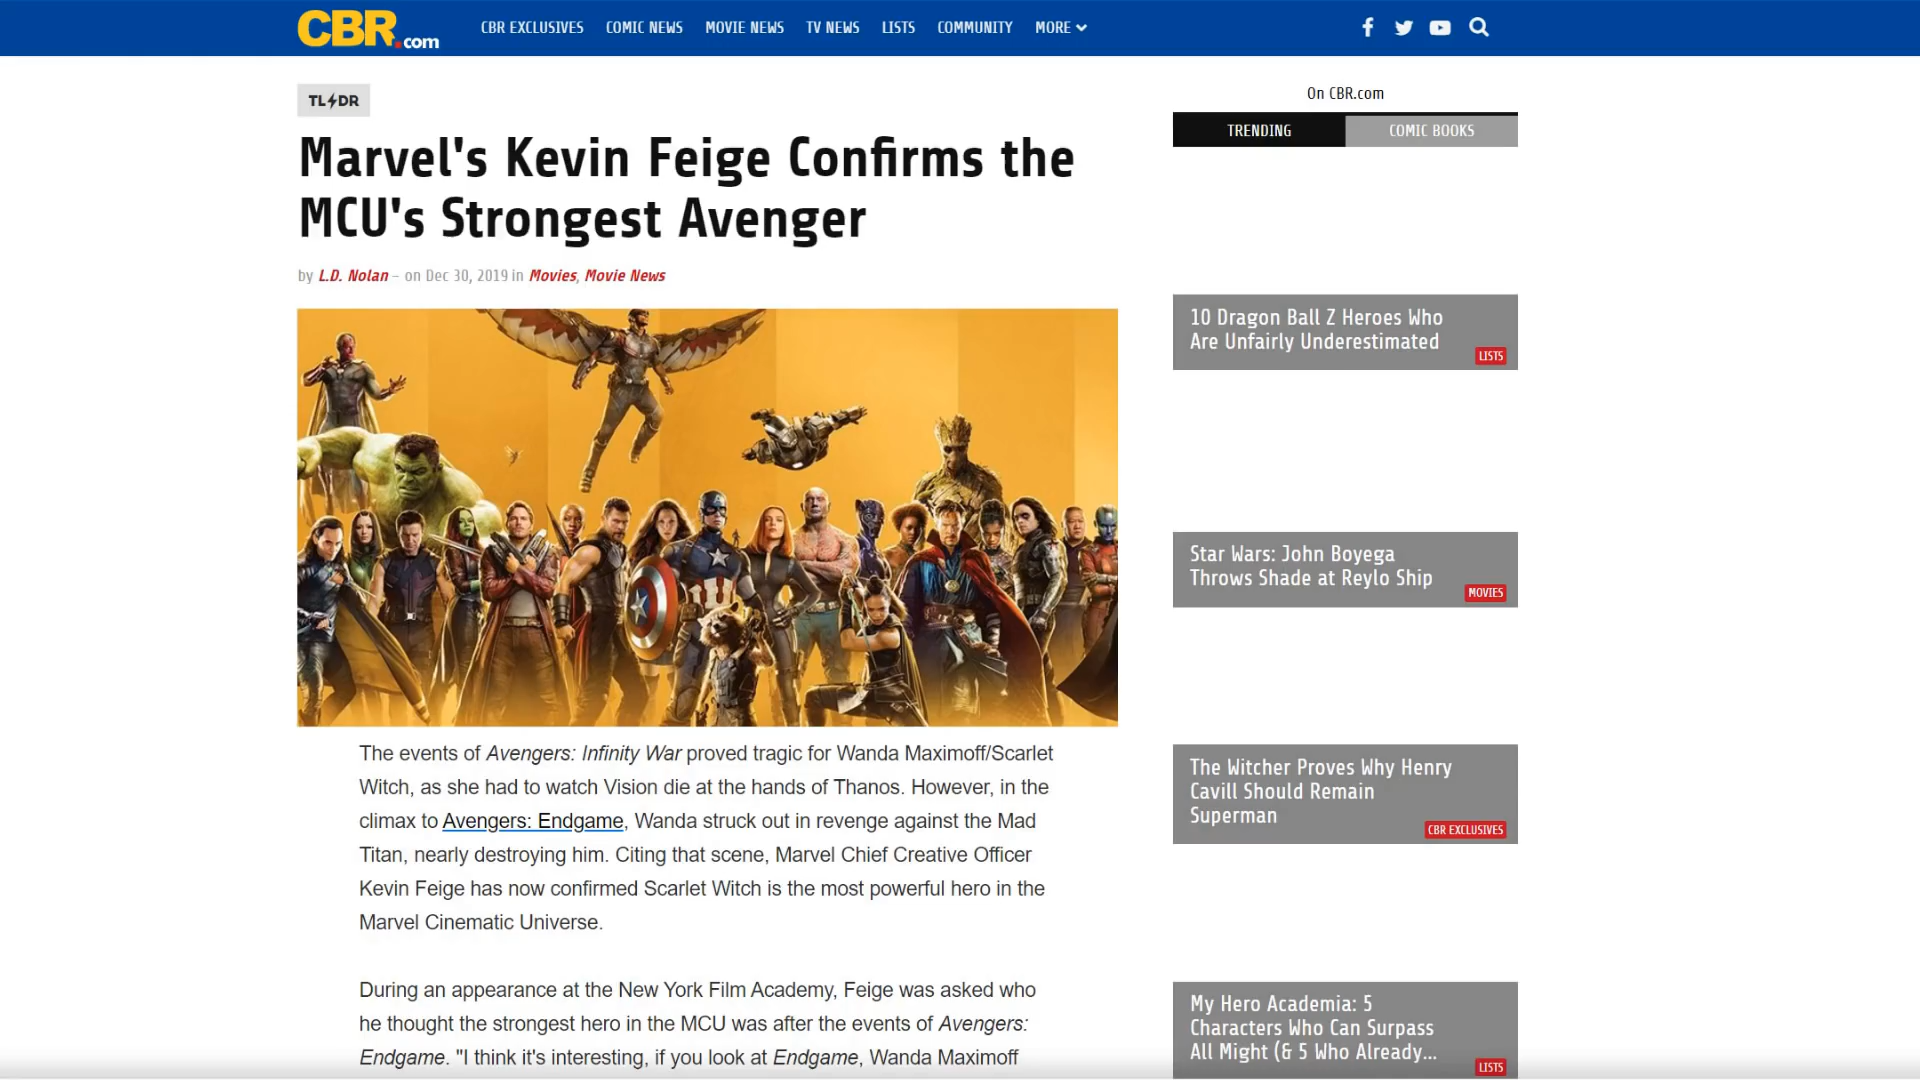 CBR.com
CBR EXCLUSIVES COMIC NEWS MOVIE NEWS TV NEWS LISTS COMMUNITY MORE
TL DR
Marvel's Kevin Feige Confirms the
MCU's Strongest Avenger
by L.D. Nolan – on Dec 30, 2019 in Movies, Movie News
The events of Avengers: Infinity War proved tragic for Wanda Maximoff/Scarlet
Witch, as she had to watch Vision die at the hands of Thanos. However, in the
climax to Avengers: Endgame, Wanda struck out in revenge against the Mad
Titan, nearly destroying him. Citing that scene, Marvel Chief Creative Officer
Kevin Feige has now confirmed Scarlet Witch is the most powerful hero in the
Marvel Cinematic Universe.
During an appearance at the New York Film Academy, Feige was asked who
he thought the strongest hero in the MCU was after the events of Avengers:
Endgame. "I think it's interesting, if you look at Endgame, Wanda Maximoff
On CBR.com
TRENDING COMIC BOOKS
10 Dragon Ball Z Heroes Who
Are Unfairly Underestimated
LISTS
Star Wars: John Boyega
Throws Shade at Reylo Ship
MOVIES
The Witcher Proves Why Henry
Cavill Should Remain
Superman
CBR EXCLUSIVES
My Hero Academia: 5
Characters Who Can Surpass
All Might (& 5 Who Already...
LISTS